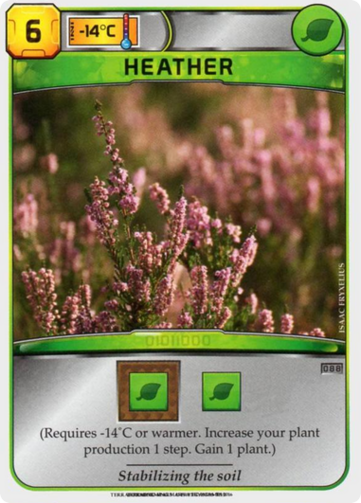 6
-14°C
HEATHER
ISAAC FRYXELIUS
088
(Requires -14°C or warmer. Increase your plant
production 1 step. Gain 1 plant.)
Stabilizing the soil